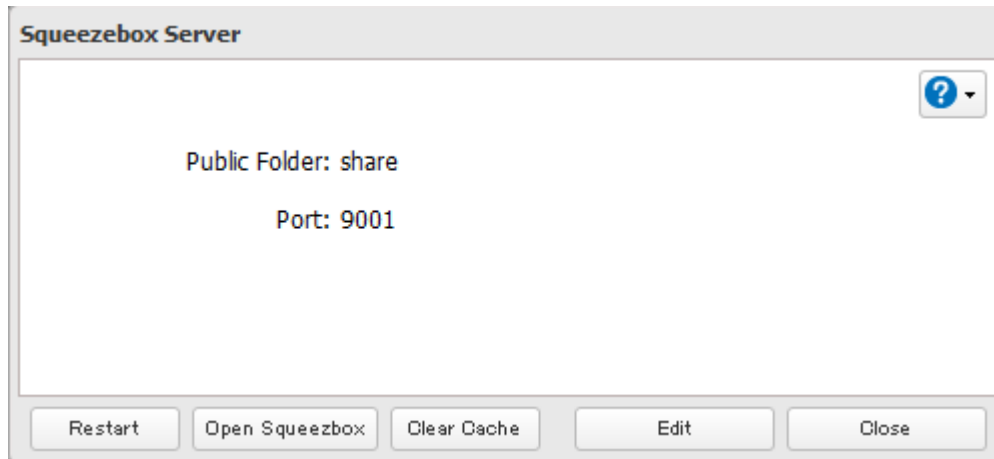 Squeezebox Server
?
Public Folder: share
Port: 9001
Restart Open Squeezbox Clear Cache Edit Close